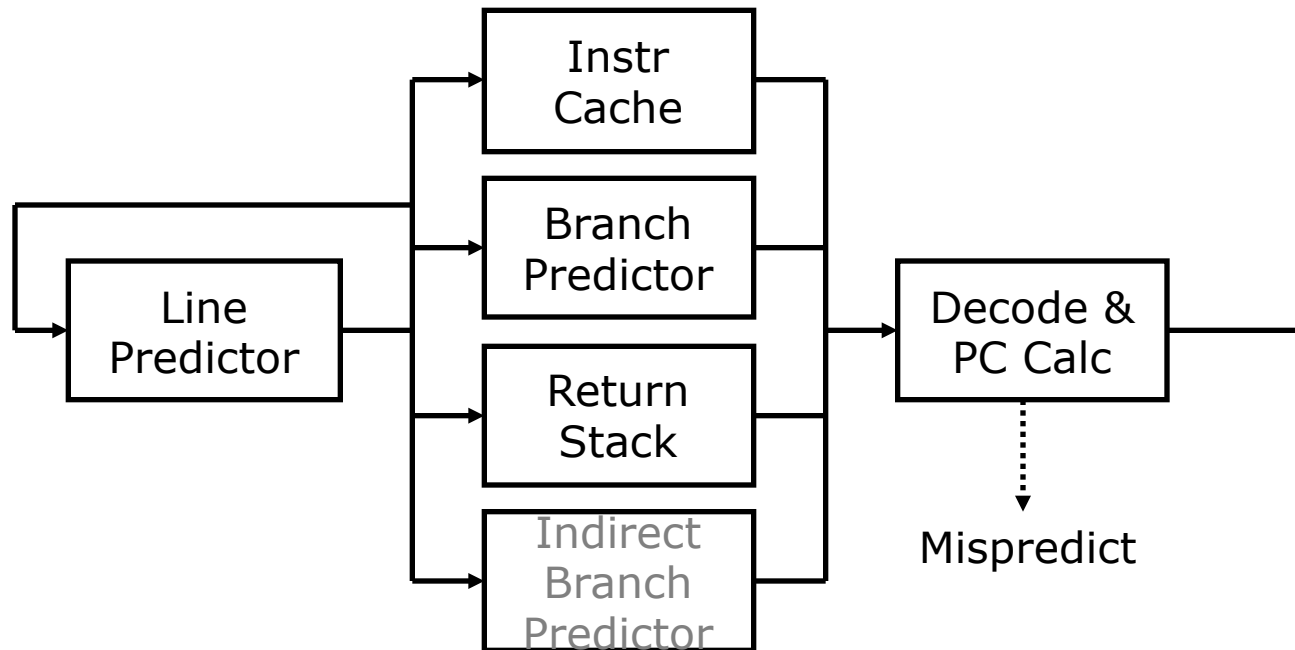 Instr
Cache
Branch
Predictor
Line
Predictor
Decode &
PC Calc
Return
Stack
Indirect
Branch
Predictor
Mispredict